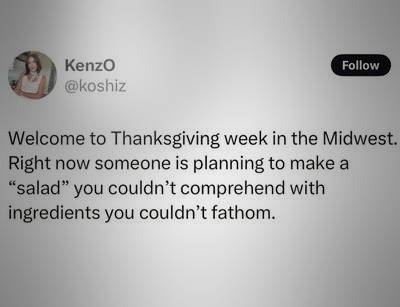 KenzO
Follow
@koshiz
Welcome to Thanksgiving week in the Midwest.
Right now someone is planning to make a
“salad” you couldn’t comprehend with
ingredients you couldn’t fathom.